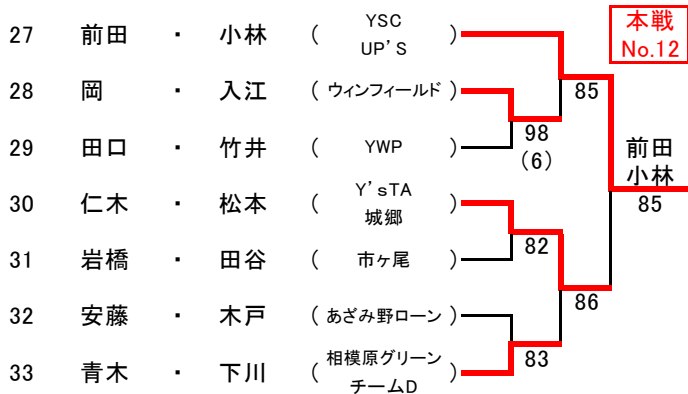 27 前田 ・ 小林 ( YSC UP'S )
本戦
No.12
28 岡 ・ 入江 ( ウィンフィールド )
85
98
(6)
29 田口 ・ 竹井 ( YWP )
前田
小林
85
30 仁木 ・ 松本 ( Y'sTA 城郷 )
82
31 岩橋 ・ 田谷 ( 市ヶ尾 )
86
32 安藤 ・ 木戸 ( あざみ野ローン )
83
33 青木 ・ 下川 ( 相模原グリーン チームD )